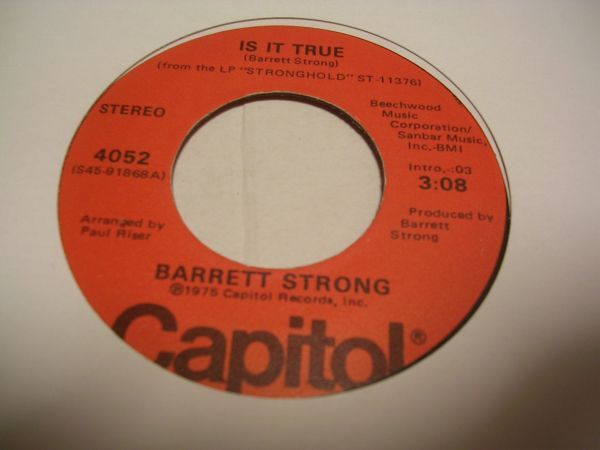 IS IT TRUE
(Barrett Strong)
(from the LP "STRONGHOLD" ST-11376)
STEREO
4052
(S45-91868A)
Arranged by
Paul Riser
Beechwood
Music
Corporation/
Sanbar Music,
Inc.-BMI
Intro.-:03
3:08
Produced by
Barrett
Strong
BARRETT STRONG
℗1975 Capitol Records, Inc.
Capitol®